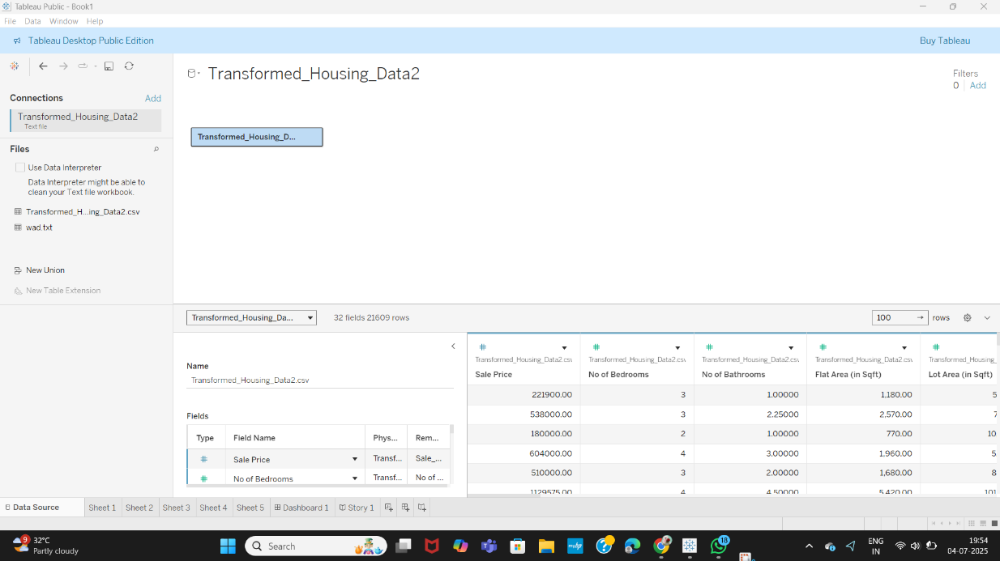 Tableau Public - Book1
File Data Window Help
Tableau Desktop Public Edition
Buy Tableau
Connections
Add
Transformed_Housing_Data2
Text file
Files
Use Data Interpreter
Data Interpreter might be able to
clean your Text file workbook.
Transformed_H...ing_Data2.csv
wad.txt
New Union
New Table Extension
Transformed_Housing_Data2
Filters
0 Add
Transformed_Housing_D...
Transformed_Housing_Da...
32 fields 21609 rows
100 → rows
Name
Transformed_Housing_Data2.csv
Fields
Type Field Name Phys... Rem...
# Sale Price Transf... Sale_...
# No of Bedrooms Transf... No of ...
# # # # #
Transformed_Housing_Data2.csv Transformed_Housing_Data2.csv Transformed_Housing_Data2.csv Transformed_Housing_Data2.csv Transformed_Housing_
Sale Price No of Bedrooms No of Bathrooms Flat Area (in Sqft) Lot Area (in Sqft)
221900.00 3 1.00000 1,180.00 5
538000.00 3 2.25000 2,570.00 7
180000.00 2 1.00000 770.00 10
604000.00 4 3.00000 1,960.00 5
510000.00 3 2.00000 1,680.00 8
1129575.00 4 4.50000 5,420.00 101
Data Source Sheet 1 Sheet 2 Sheet 3 Sheet 4 Sheet 5 Dashboard 1 Story 1
9
32°C
Partly cloudy
Search
18
ENG
IN
19:54
04-07-2025